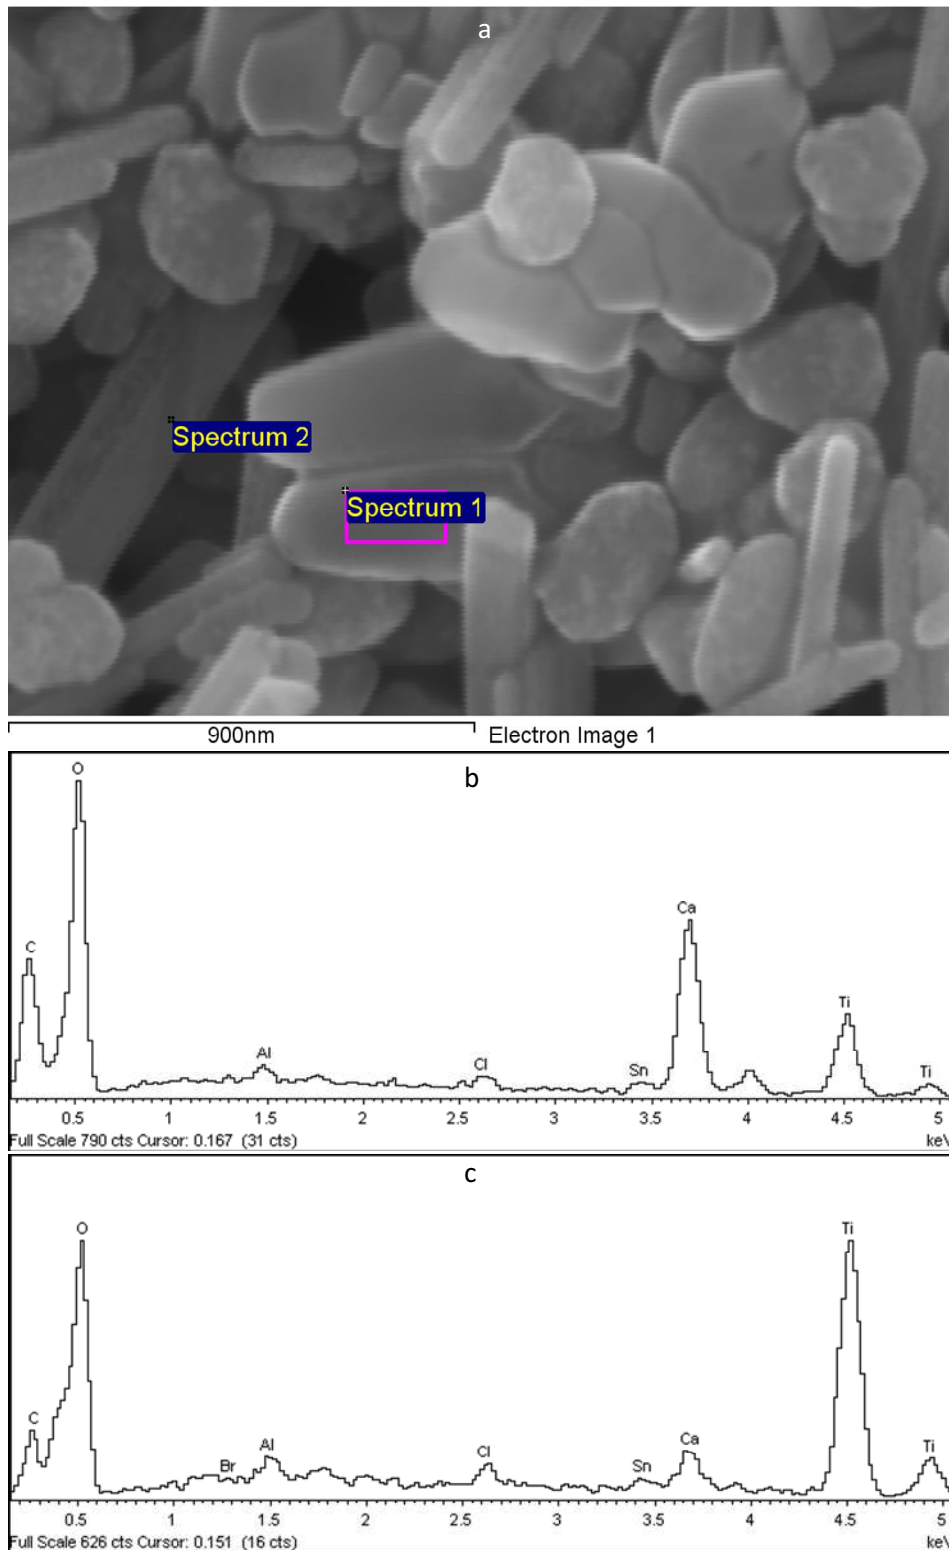 a
Spectrum 2
Spectrum 1
900nm
Electron Image 1
b
O
C
Al
Cl
Sn
Ca
Ti
Ti
0.5 1 1.5 2 2.5 3 3.5 4 4.5 5
Full Scale 790 cts Cursor: 0.167 (31 cts)
keV
c
O
C
Br
Al
Cl
Sn
Ca
Ti
Ti
0.5 1 1.5 2 2.5 3 3.5 4 4.5 5
Full Scale 626 cts Cursor: 0.151 (16 cts)
keV